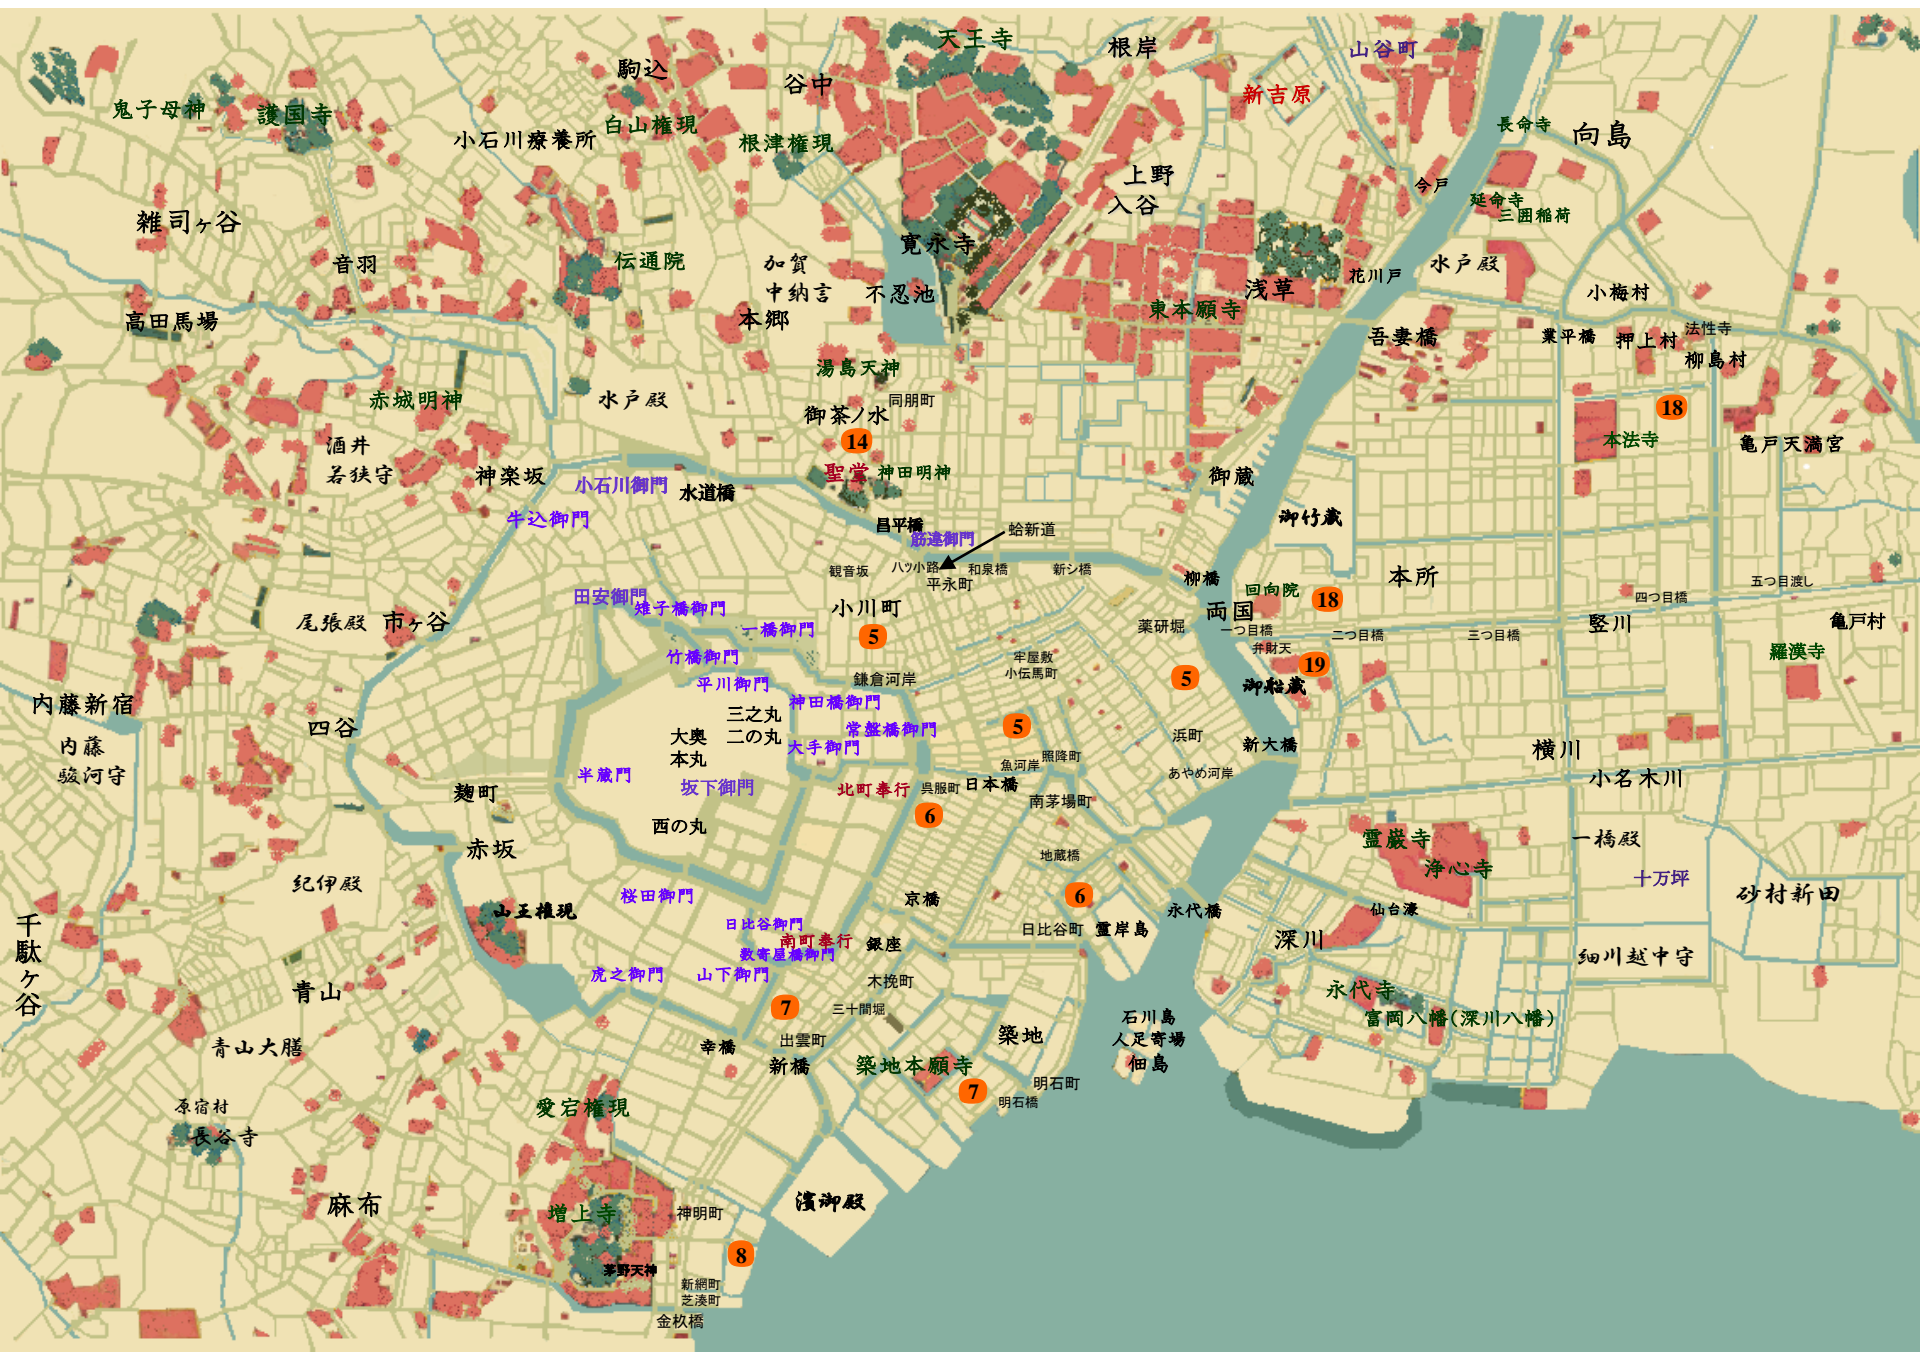 天王寺
根岸
山谷町
駒込
谷中
新吉原
鬼子母神
護国寺
白山権現
小石川療養所
根津権現
長命寺
向島
上野
入谷
今戸
延命寺
三囲稲荷
雑司ヶ谷
寛永寺
音羽
伝通院
加賀
中納言
不忍池
浅草
花川戸
水戸殿
小梅村
高田馬場
本郷
東本願寺
吾妻橋
業平橋
押上村
法性寺
柳島村
湯島天神
赤城明神
水戸殿
同朋町
御茶ノ水
14
18
本法寺
亀戸天満宮
酒井
若狭守
神楽坂
小石川御門
水道橋
聖堂
神田明神
御蔵
牛込御門
昌平橋
筋違御門
蛤新道
御竹蔵
観音坂
八ッ小路
平永町
和泉橋
新シ橋
柳橋
本所
五つ目渡し
回向院
18
四つ目橋
田安御門
雉子橋御門
小川町
両国
竪川
亀戸村
尾張殿
市ヶ谷
一橋御門
5
薬研堀
一つ目橋
二つ目橋
三つ目橋
弁財天
羅漢寺
竹橋御門
牢屋敷
小伝馬町
19
平川御門
鎌倉河岸
5
御船蔵
内藤新宿
神田橋御門
三之丸
二の丸
常盤橋御門
5
四谷
大奥
本丸
大手御門
浜町
新大橋
内藤
駿河守
照降町
魚河岸
横川
半蔵門
坂下御門
北町奉行
呉服町
日本橋
あやめ河岸
小名木川
麹町
南茅場町
6
西の丸
赤坂
地蔵橋
霊巌寺
浄心寺
一橋殿
紀伊殿
桜田御門
京橋
6
十万坪
砂村新田
山王権現
永代橋
仙台濠
千駄ヶ谷
日比谷御門
南町奉行
数寄屋橋御門
銀座
日比谷町
霊岸島
深川
細川越中守
虎之御門
山下御門
木挽町
青山
7
三十間堀
永代寺
富岡八幡(深川八幡)
石川島
人足寄場
佃島
築地
青山大膳
幸橋
出雲町
新橋
築地本願寺
7
明石町
明石橋
原宿村
長谷寺
愛宕権現
麻布
増上寺
神明町
濱御殿
8
茅野天神
新網町
芝湊町
金杦橋